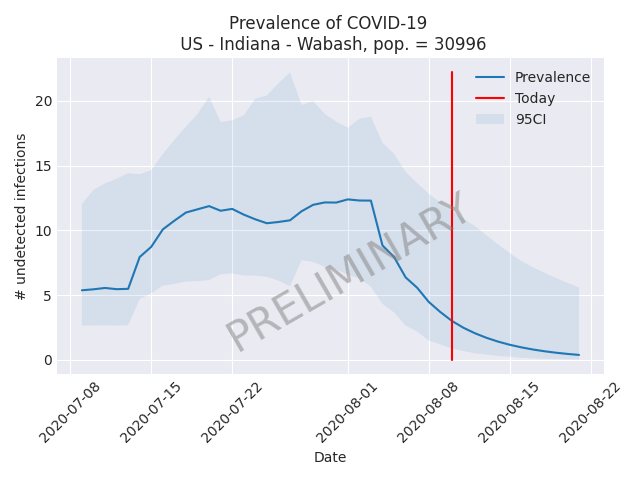 Prevalence of COVID-19
US - Indiana - Wabash, pop. = 30996
# undetected infections
20
15
10
5
0
Prevalence
Today
95CI
PRELIMINARY
2020-07-08
2020-07-15
2020-07-22
2020-08-01
2020-08-08
2020-08-15
2020-08-22
Date